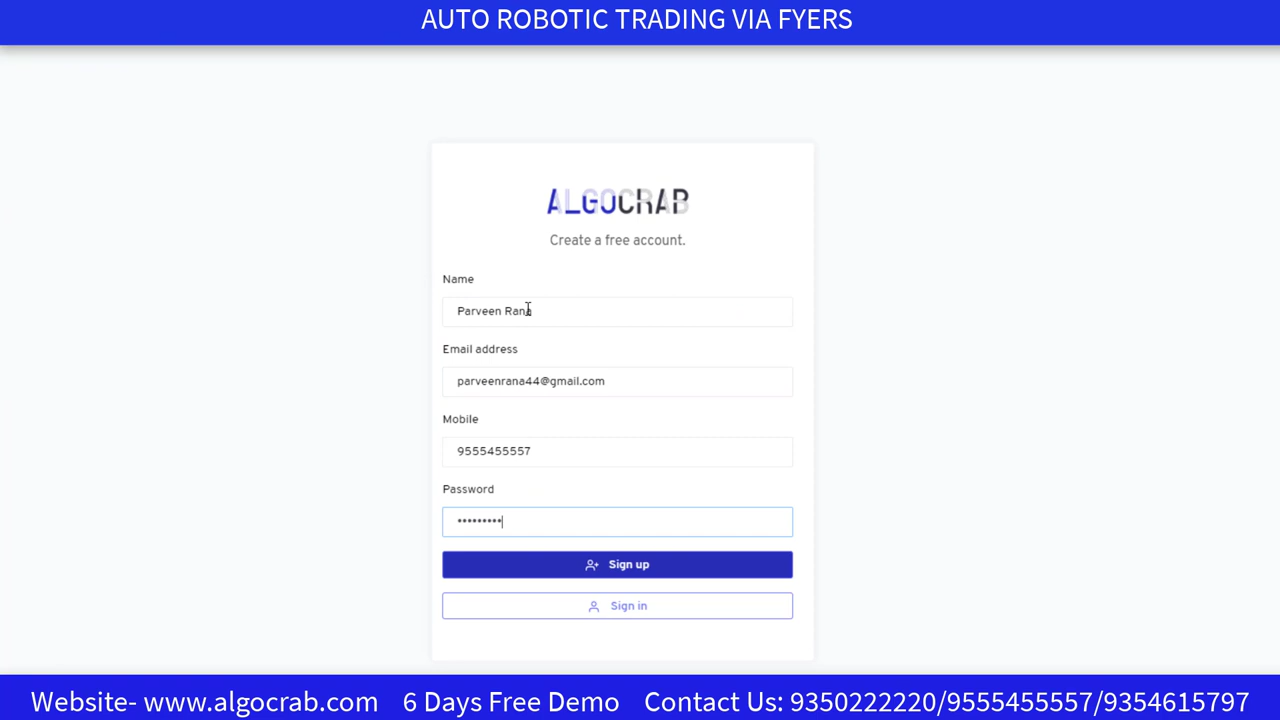 AUTO ROBOTIC TRADING VIA FYERS
ALGOCRAB
Create a free account.
Name
Parveen Rana
Email address
parveenrana44@gmail.com
Mobile
9555455557
Password
•••••••••
Sign up
Sign in
Website- www.algocrab.com 6 Days Free Demo Contact Us: 9350222220/9555455557/9354615797